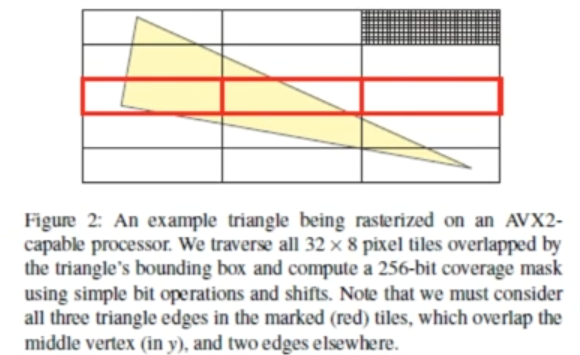 Figure 2: An example triangle being rasterized on an AVX2-
capable processor. We traverse all 32 × 8 pixel tiles overlapped by
the triangle's bounding box and compute a 256-bit coverage mask
using simple bit operations and shifts. Note that we must consider
all three triangle edges in the marked (red) tiles, which overlap the
middle vertex (in y), and two edges elsewhere.